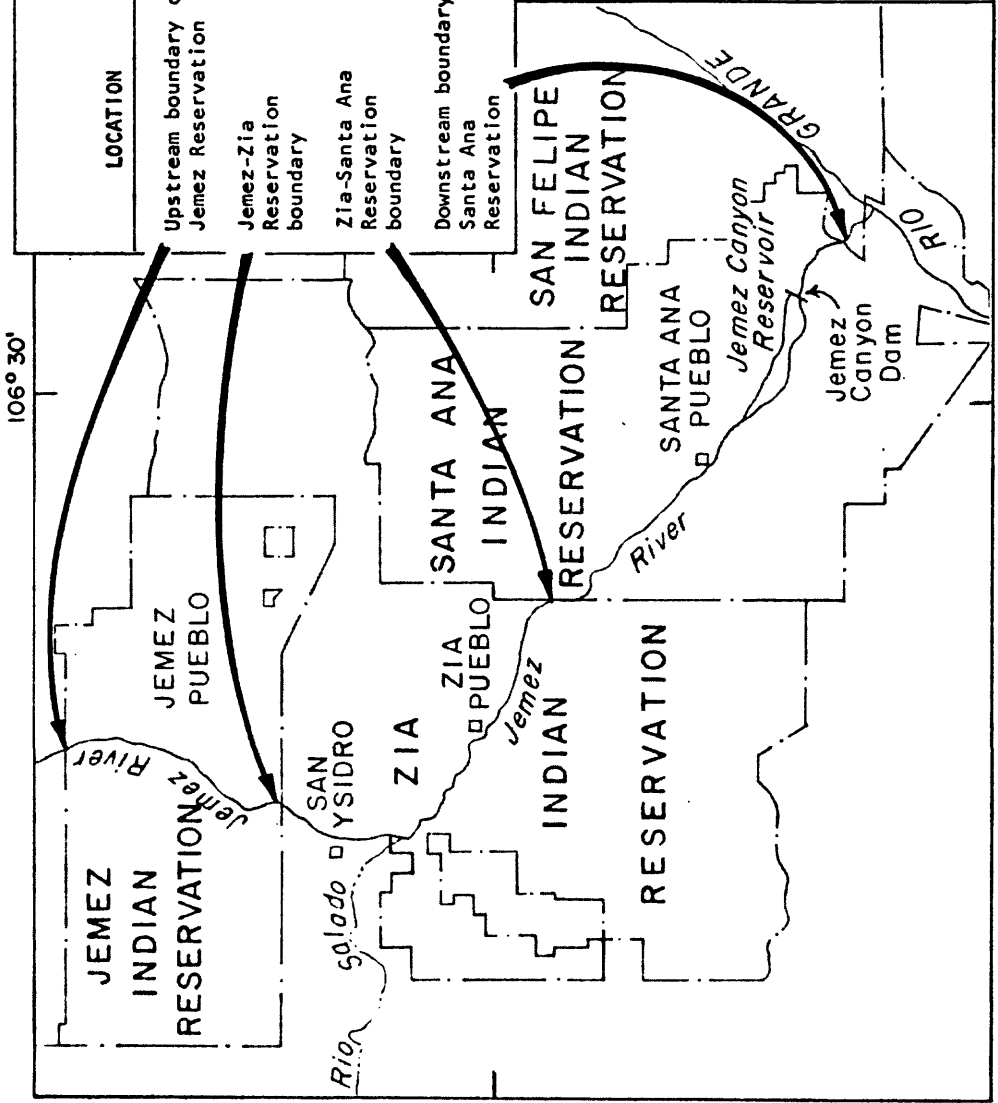 LOCATION
Upstream boundary
Jemez Reservation
Jemez-Zia
Reservation
boundary
Zia-Santa Ana
Reservation
boundary
Downstream boundary
Santa Ana
Reservation
106° 30'
JEMEZ
INDIAN
RESERVATION
Jemez
River
JEMEZ
PUEBLO
SAN
YSIDRO
Rio
Salado
ZIA
INDIAN
RESERVATION
ZIA
PUEBLO
Jemez
River
SANTA ANA
INDIAN
RESERVATION
SANTA ANA
PUEBLO
SAN FELIPE
INDIAN
RESERVATION
Jemez Canyon
Reservoir
Jemez
Canyon
Dam
RIO
GRANDE